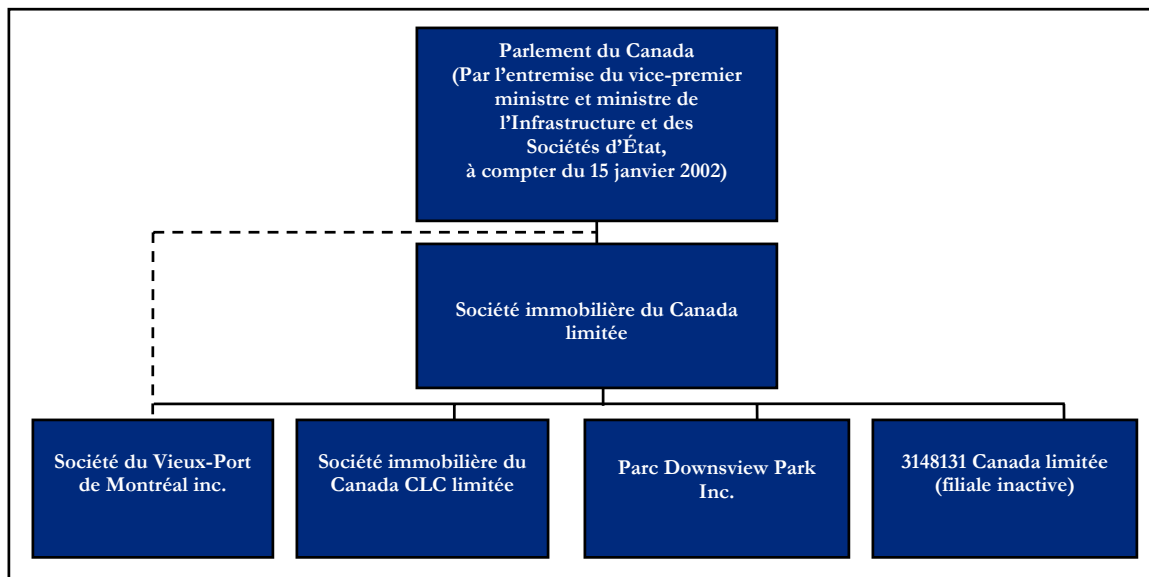 Parlement du Canada
(Par l'entremise du vice-premier
ministre et ministre de
l'Infrastructure et des
Sociétés d'État,
à compter du 15 janvier 2002)
Société immobilière du Canada
limitée
Société du Vieux-Port
de Montréal inc.
Société immobilière du
Canada CLC limitée
Parc Downsview Park
Inc.
3148131 Canada limitée
(filiale inactive)